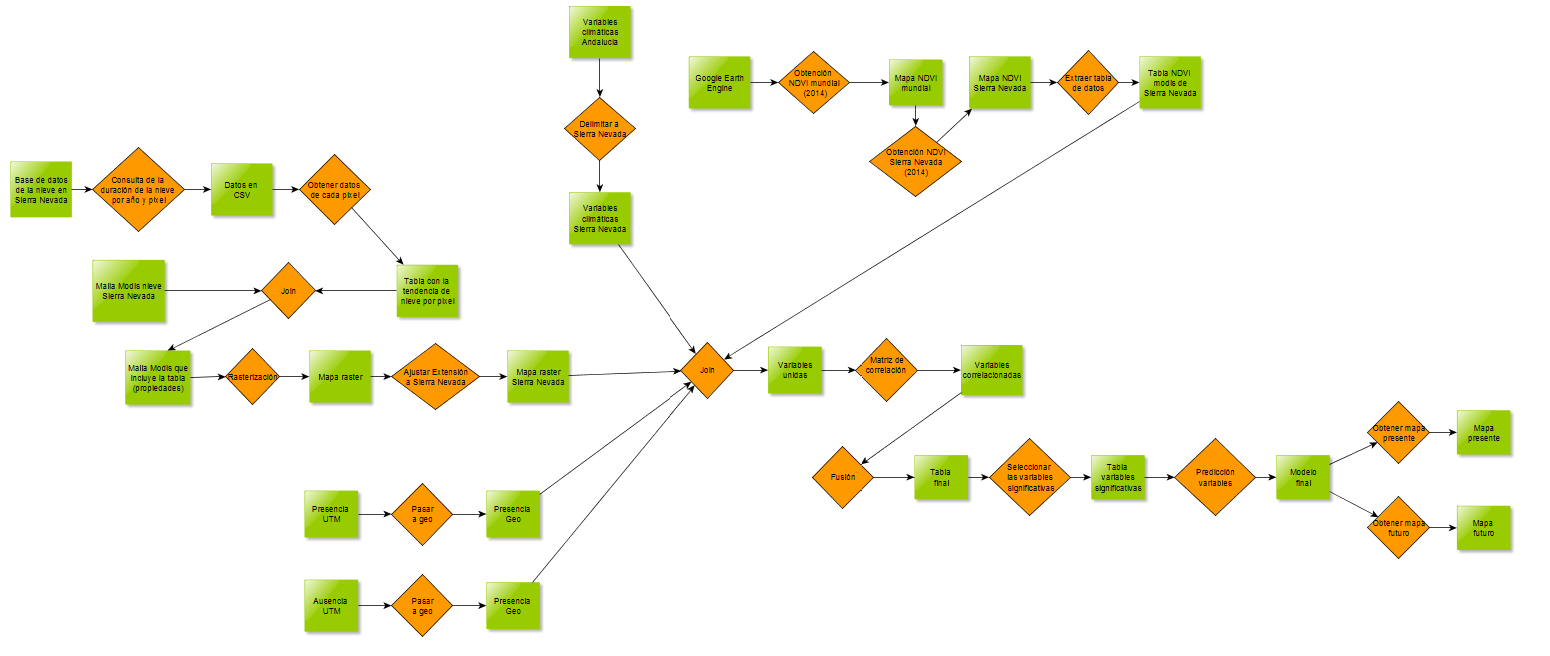 Variables
climáticas
Andalucía
Delimitar a
Sierra Nevada
Variables
climáticas
Sierra Nevada
Google Earth
Engine
Obtención
NDVI mundial
(2014)
Mapa NDVI
mundial
Obtención NDVI
Sierra Nevada
(2014)
Mapa NDVI
Sierra Nevada
Extraer tabla
de datos
Tabla NDVI
modis de
Sierra Nevada
Base de datos
de la nieve en
Sierra Nevada
Consulta de la
duración de la nieve
por año y pixel
Datos en
CSV
Obtener datos
de cada pixel
Tabla con la
tendencia de
nieve por pixel
Malla Modis nieve
Sierra Nevada
Join
Malla Modis que
incluye la tabla
(propiedades)
Rasterización
Mapa raster
Ajustar Extensión
a Sierra Nevada
Mapa raster
Sierra Nevada
Join
Variables
unidas
Matriz de
correlación
Variables
correlacionadas
Fusión
Tabla
final
Seleccionar
las variables
significativas
Tabla
variables
significativas
Predicción
variables
Modelo
final
Obtener mapa
presente
Mapa
presente
Obtener mapa
futuro
Mapa
futuro
Presencia
UTM
Pasar
a geo
Presencia
Geo
Ausencia
UTM
Pasar
a geo
Presencia
Geo